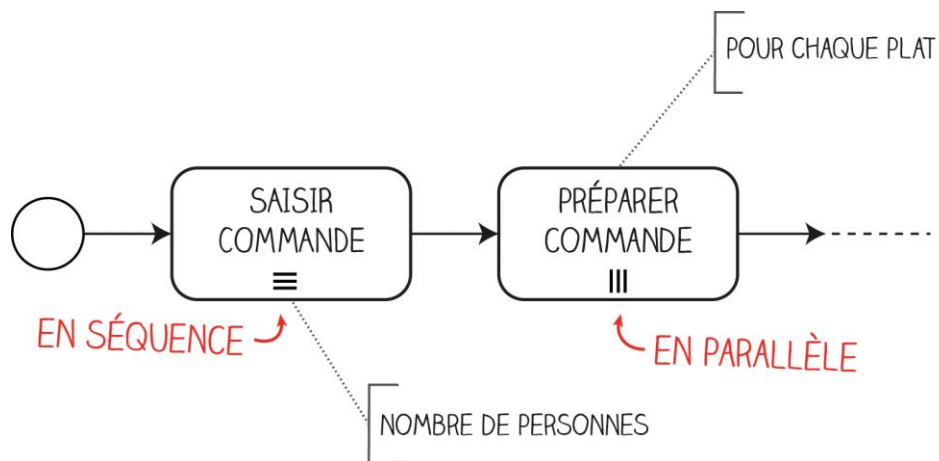 POUR CHAQUE PLAT
SAISIR
COMMANDE
PRÉPARER
COMMANDE
EN SÉQUENCE
EN PARALLÈLE
NOMBRE DE PERSONNES